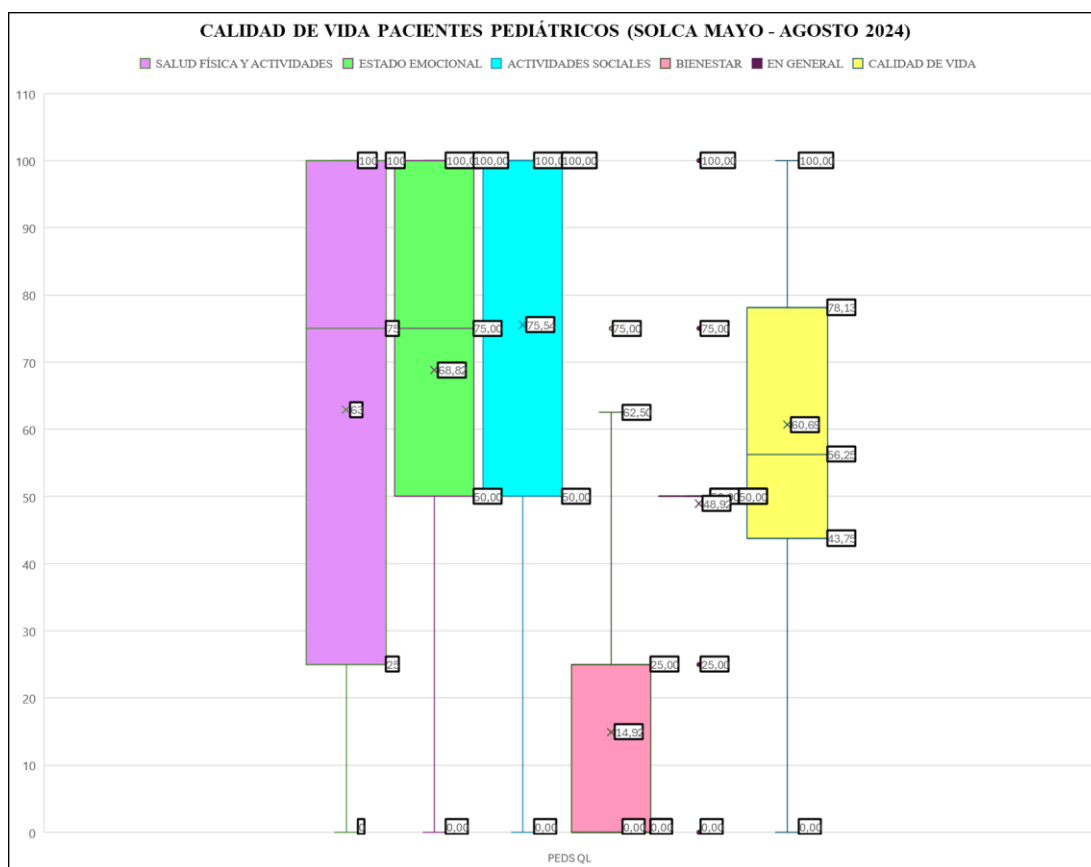 CALIDAD DE VIDA PACIENTES PEDIÁTRICOS (SOLCA MAYO - AGOSTO 2024)
SALUD FÍSICA Y ACTIVIDADES ESTADO EMOCIONAL ACTIVIDADES SOCIALES BIENESTAR EN GENERAL CALIDAD DE VIDA
110
100 100 100 100,0 100,00 100,0 100,00 100,00 100,00
90
80 78,13
75 75,00 75,54 75,00 75,00
70 68,82
63 62,50
60 60,69
56,25
50 50,00 50,00 50,00 48,92
43,75
40
30
25 25,00 25,00
20
14,92
10
0 0 0,00 0,00 0,00 0,00 0,00 0,00
PEDS QL